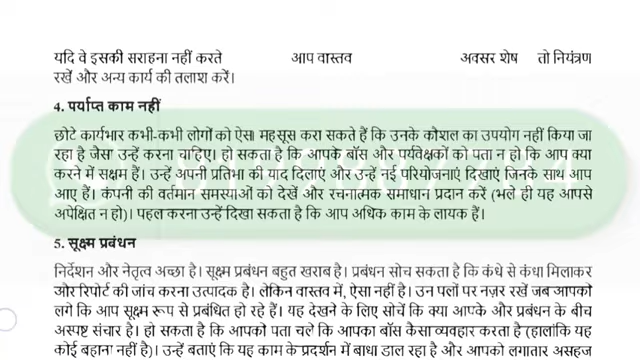 यदि वे इसकी सराहना नहीं करते आप वास्तव अवसर शेष तो नियंत्रण
रखें और अन्य कार्य की तलाश करें।
4. पर्याप्त काम नहीं
छोटे कार्यभार कभी-कभी लोगों को ऐसा महसूस करा सकते हैं कि उनके कौशल का उपयोग नहीं किया जा
रहा है जैसा उन्हें करना चाहिए। हो सकता है कि आपके बॉस और पर्यवेक्षकों को पता न हो कि आप क्या
करने में सक्षम हैं। उन्हें अपनी प्रतिभा की याद दिलाएं और उन्हें नई परियोजनाएं दिखाएं जिनके साथ आप
आए हैं। कंपनी की वर्तमान समस्याओं को देखें और रचनात्मक समाधान प्रदान करें (भले ही यह आपसे
अपेक्षित न हो)। पहल करना उन्हें दिखा सकता है कि आप अधिक काम के लायक हैं।
5. सूक्ष्म प्रबंधन
निर्देशन और नेतृत्व अच्छा है। सूक्ष्म प्रबंधन बहुत खराब है। प्रबंधन सोच सकता है कि कंधे से कंधा मिलाकर
और रिपोर्ट की जांच करना उत्पादक है। लेकिन वास्तव में, ऐसा नहीं है। उन पलों पर नज़र रखें जब आपको
लगे कि आप सूक्ष्म रूप से प्रबंधित हो रहे हैं। यह देखने के लिए सोचें कि क्या आपके और प्रबंधन के बीच
अस्पष्ट संचार है। हो सकता है कि आपको पता चले कि आपका बॉस कैसा व्यवहार करता है (हालांकि यह
कोई बहाना नहीं है)। उन्हें बताएं कि यह काम के प्रदर्शन में बाधा डाल रहा है और आपको लगातार असहज